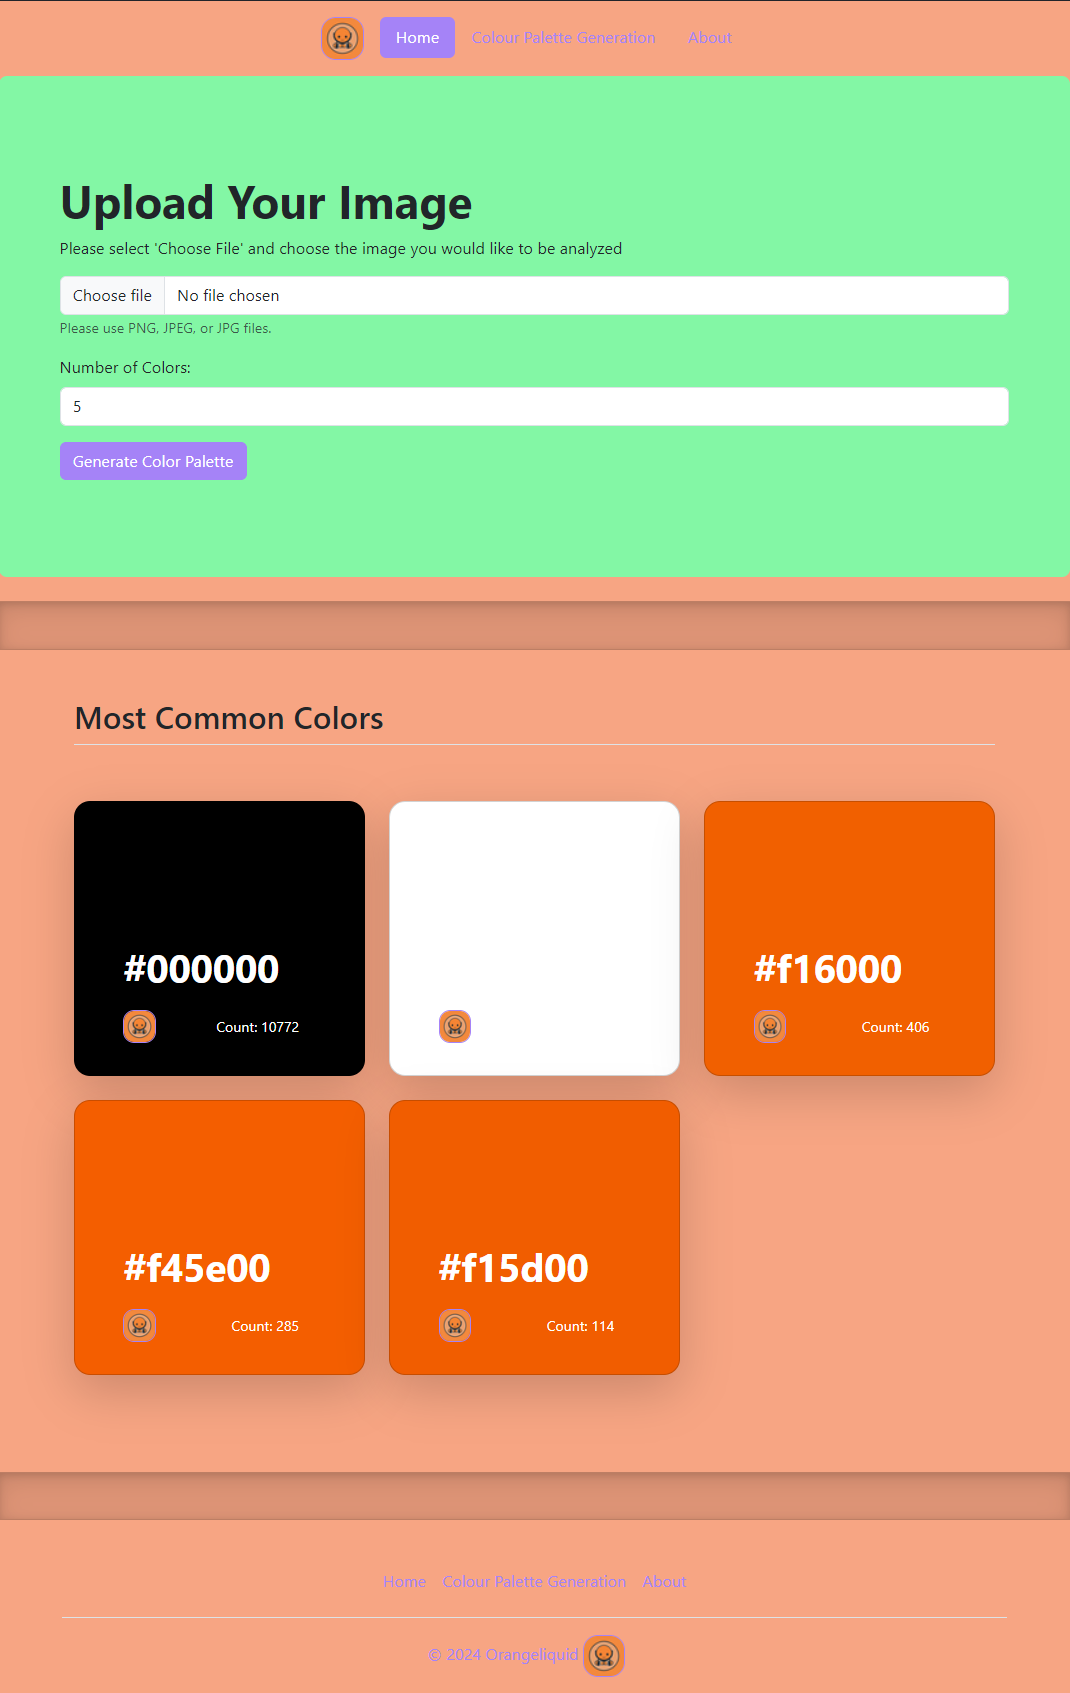 Home Colour Palette Generation About
Upload Your Image
Please select 'Choose File' and choose the image you would like to be analyzed
Choose file No file chosen
Please use PNG, JPEG, or JPG files.
Number of Colors:
5
Generate Color Palette
Most Common Colors
#000000
Count: 10772
#f16000
Count: 406
#f45e00
Count: 285
#f15d00
Count: 114
Home Colour Palette Generation About
© 2024 Orangeliquid